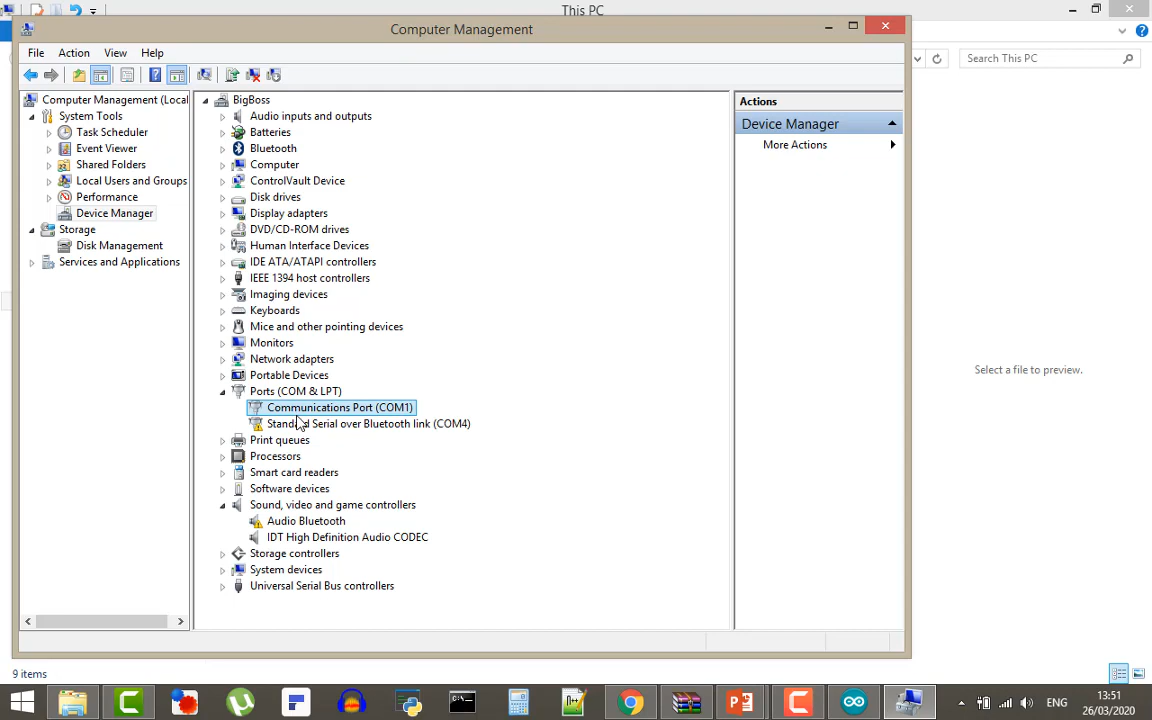 This PC
Computer Management
File Action View Help
Search This PC
Computer Management (Local
System Tools
Task Scheduler
Event Viewer
Shared Folders
Local Users and Groups
Performance
Device Manager
Storage
Disk Management
Services and Applications
BigBoss
Audio inputs and outputs
Batteries
Bluetooth
Computer
ControlVault Device
Disk drives
Display adapters
DVD/CD-ROM drives
Human Interface Devices
IDE ATA/ATAPI controllers
IEEE 1394 host controllers
Imaging devices
Keyboards
Mice and other pointing devices
Monitors
Network adapters
Portable Devices
Ports (COM & LPT)
Communications Port (COM1)
Standard Serial over Bluetooth link (COM4)
Print queues
Processors
Smart card readers
Software devices
Sound, video and game controllers
Audio Bluetooth
IDT High Definition Audio CODEC
Storage controllers
System devices
Universal Serial Bus controllers
Actions
Device Manager
More Actions
Select a file to preview.
9 items
ENG
13:51
26/03/2020